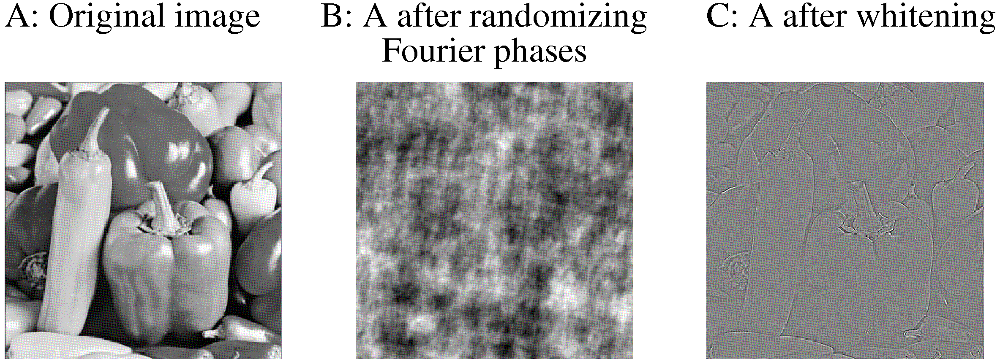 A: Original image
B: A after randomizing
Fourier phases
C: A after whitening